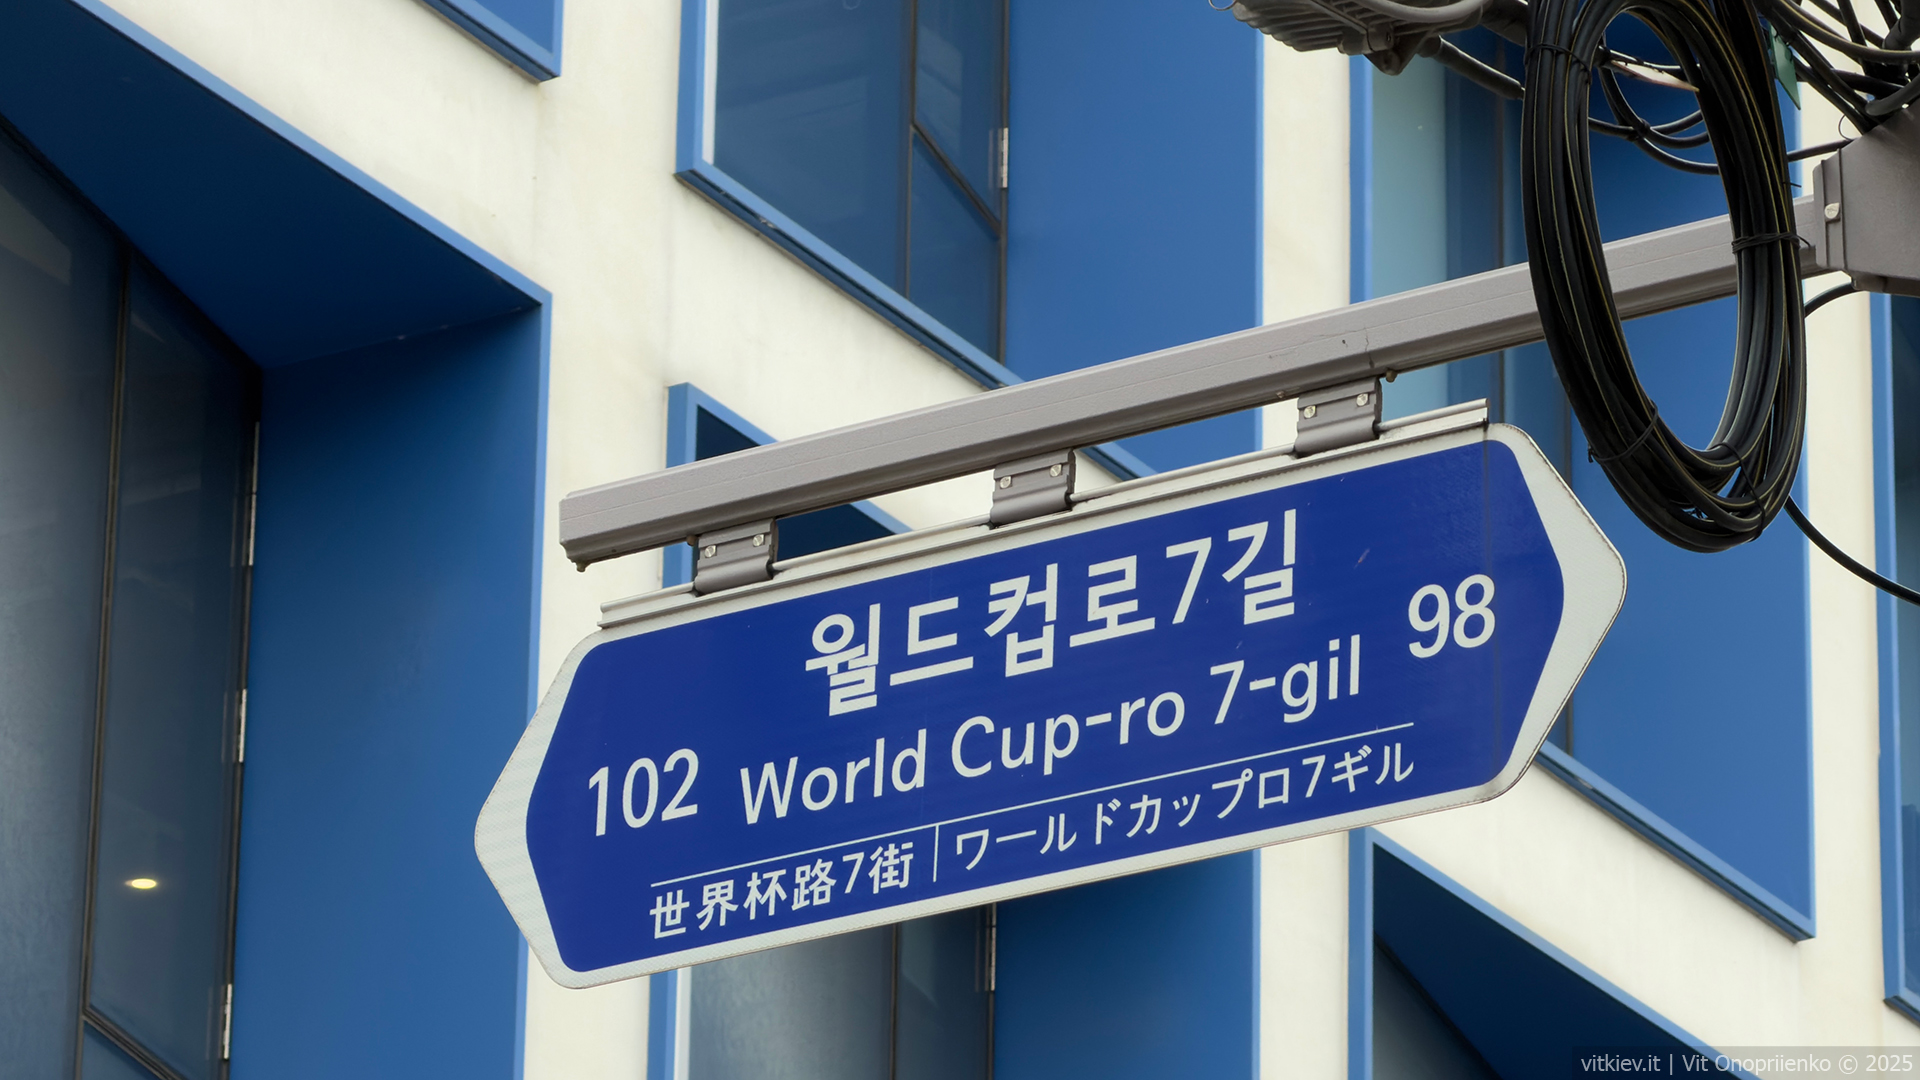 월드컵로7길
102 World Cup-ro 7-gil 98
世界杯路7街 | ワールドカップロ7ギル
vitkiev.it | Vit Onopriienko © 2025